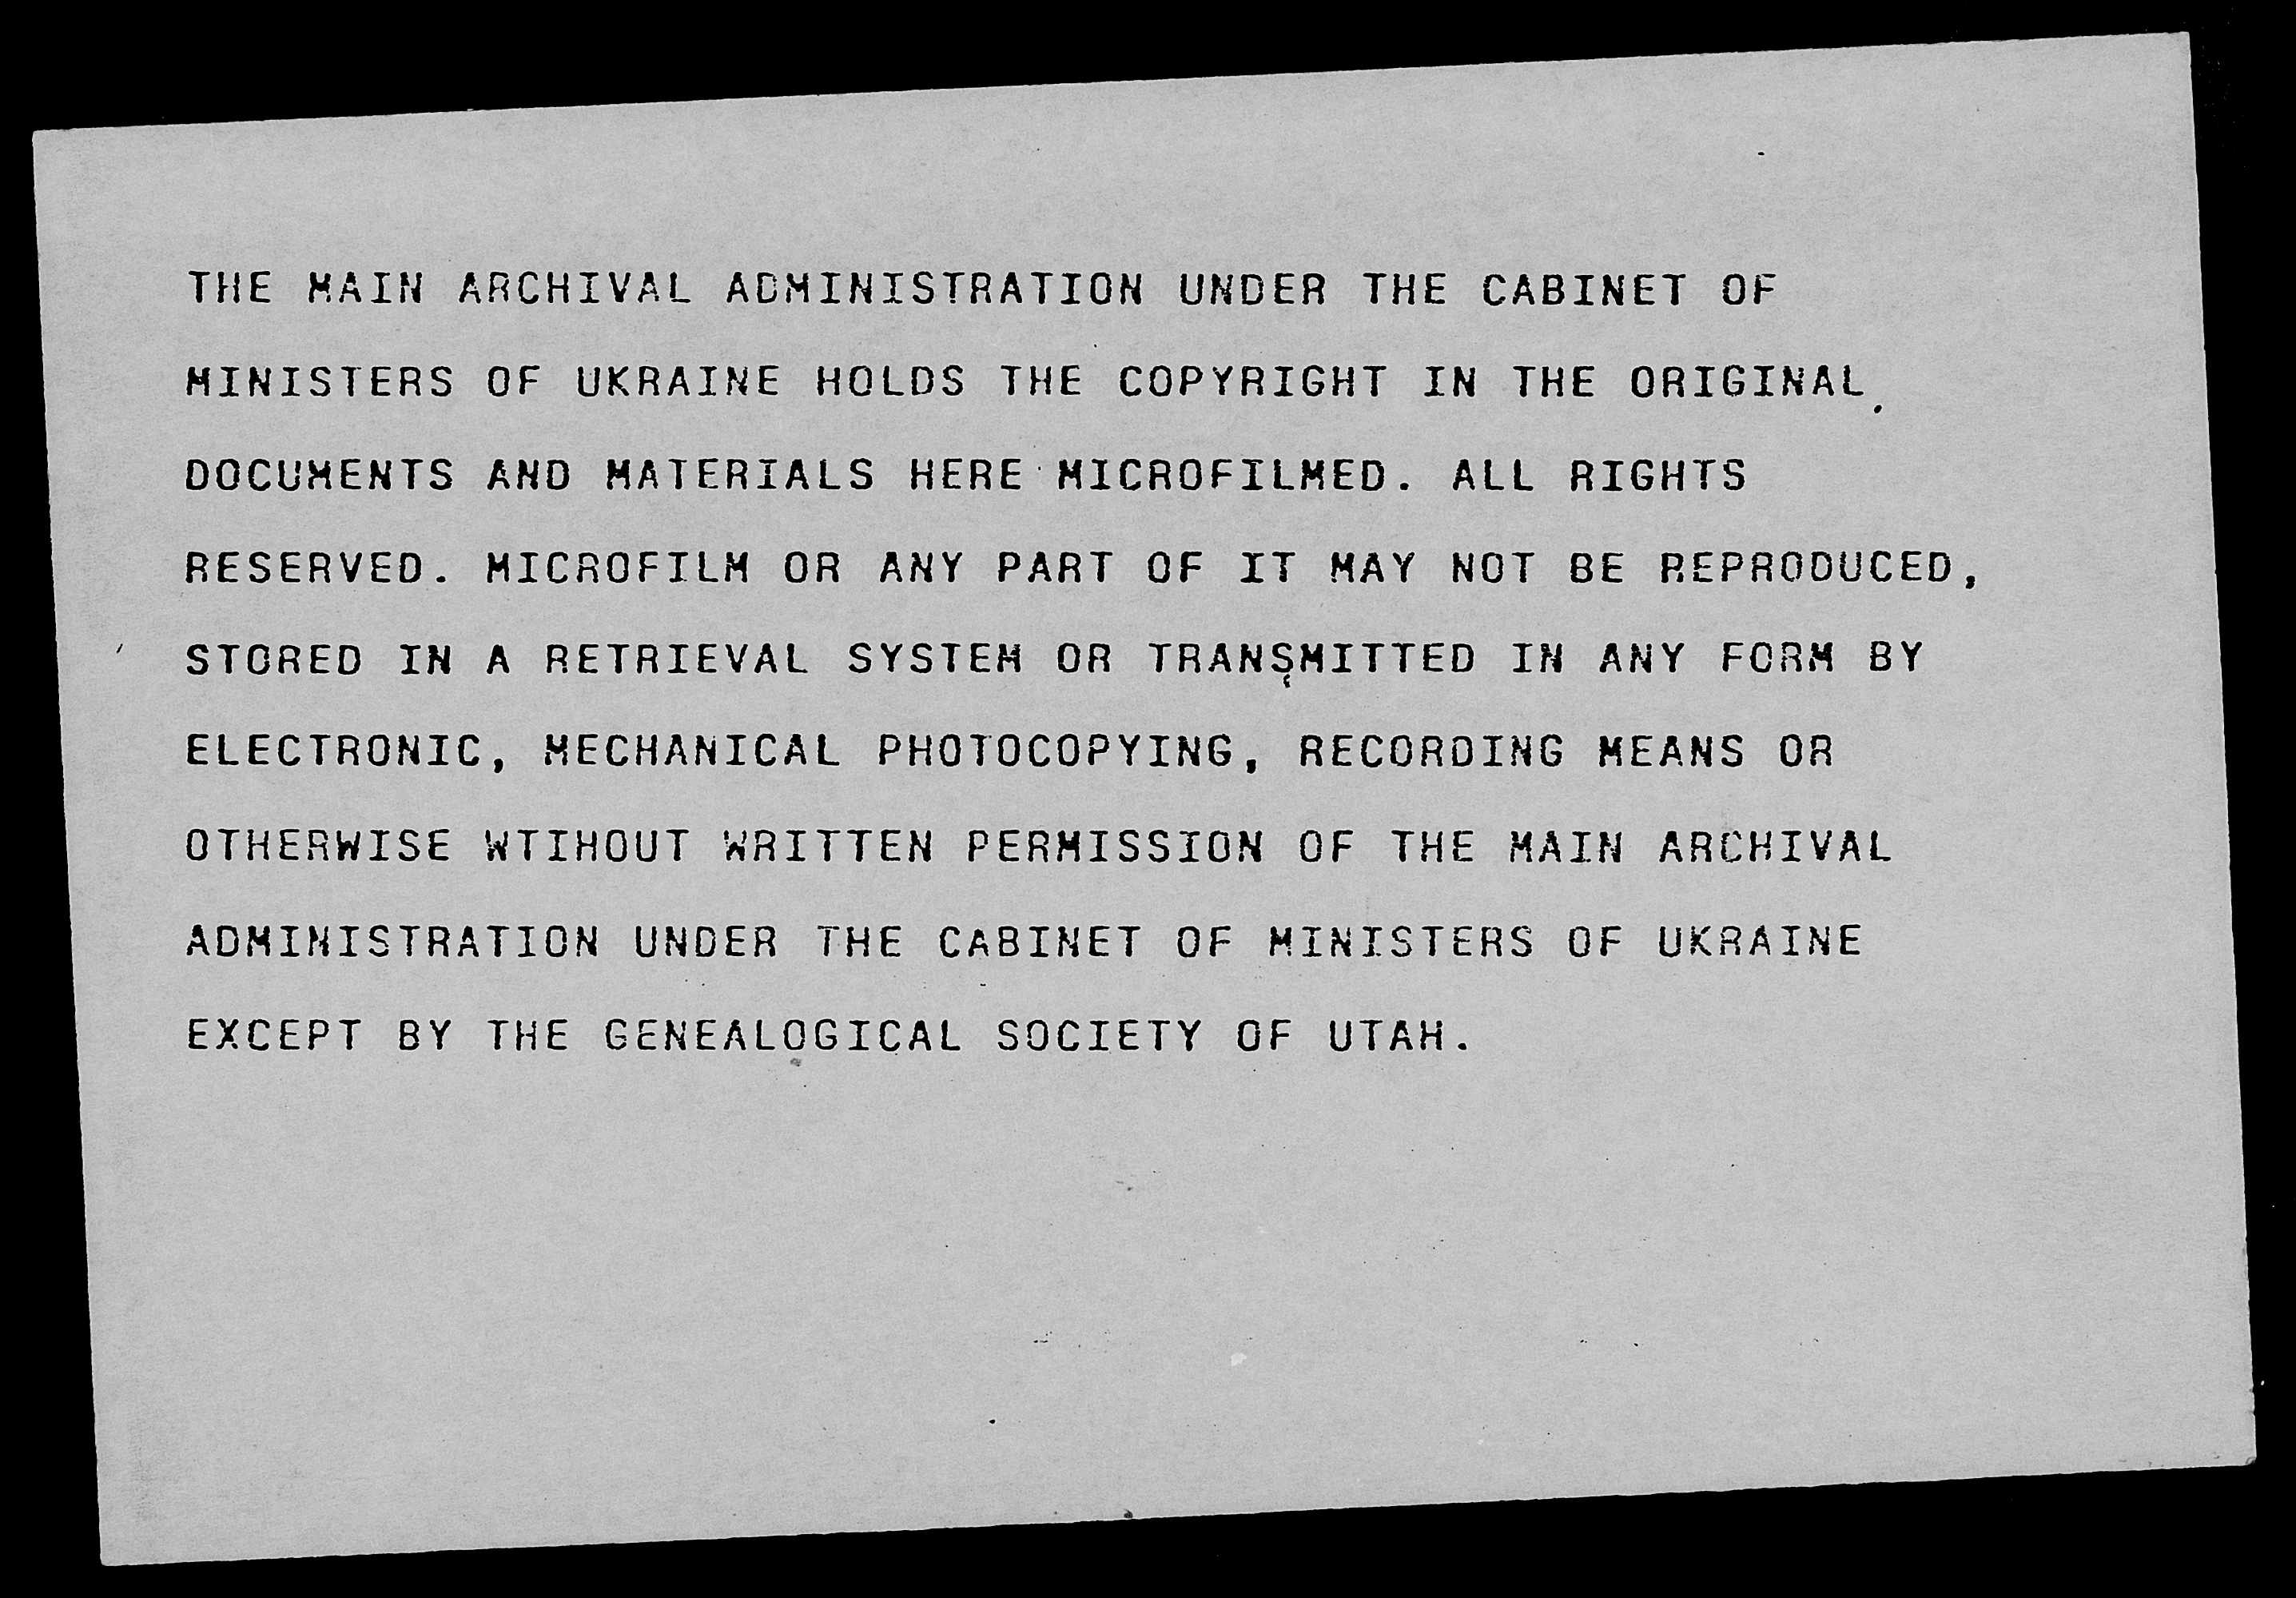 THE MAIN ARCHIVAL ADMINISTRATION UNDER THE CABINET OF
MINISTERS OF UKRAINE HOLDS THE COPYRIGHT IN THE ORIGINAL
DOCUMENTS AND MATERIALS HERE MICROFILMED. ALL RIGHTS
RESERVED. MICROFILM OR ANY PART OF IT MAY NOT BE REPRODUCED,
STORED IN A RETRIEVAL SYSTEM OR TRANSMITTED IN ANY FORM BY
ELECTRONIC, MECHANICAL PHOTOCOPYING, RECORDING MEANS OR
OTHERWISE WTIHOUT WRITTEN PERMISSION OF THE MAIN ARCHIVAL
ADMINISTRATION UNDER THE CABINET OF MINISTERS OF UKRAINE
EXCEPT BY THE GENEALOGICAL SOCIETY OF UTAH.